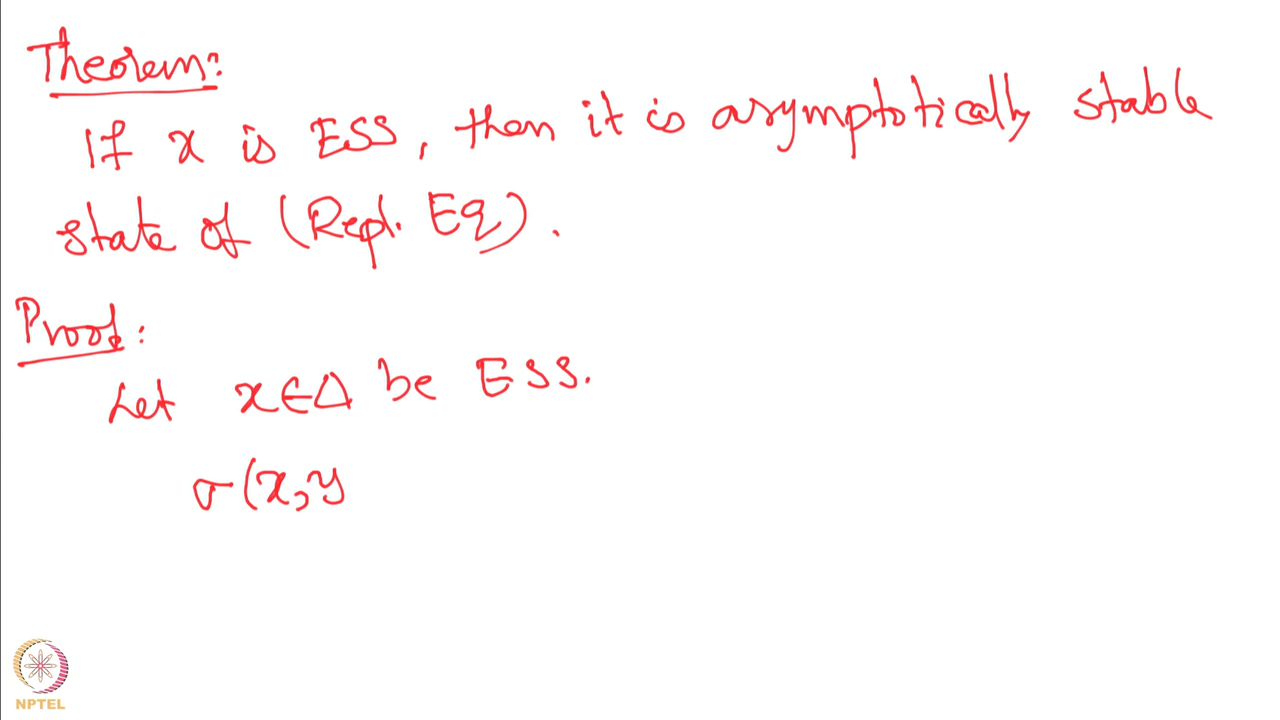 Theorem:
If x is ESS, then it is asymptotically stable
state of (Repl. Eq).
Proof:
Let x∈Δ be ESS.
σ(x,y
NPTEL